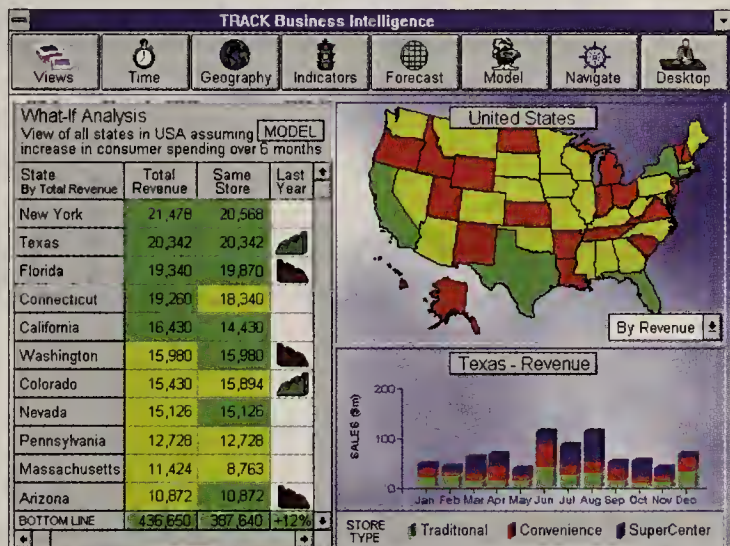 TRACK Business Intelligence
Views Time Geography Indicators Forecast Model Navigate Desktop
What-If Analysis
View of all states in USA assuming MODEL
increase in consumer spending over 6 months
State Total Same Last
By Total Revenue Revenue Store Year
New York 21,478 20,568
Texas 20,342 20,342
Florida 19,340 19,870
Connecticut 19,260 18,340
California 16,430 14,430
Washington 15,980 15,980
Colorado 15,430 15,894
Nevada 15,126 15,126
Pennsylvania 12,728 12,728
Massachusetts 11,424 8,763
Arizona 10,872 10,872
BOTTOM LINE 436,650 387,640 +12%
United States
By Revenue
Texas - Revenue
SALES ($m)
200
100
0
Jan Feb Mar Apr May Jun Jul Aug Sep Oct Nov Dec
STORE TYPE Traditional Convenience SuperCenter